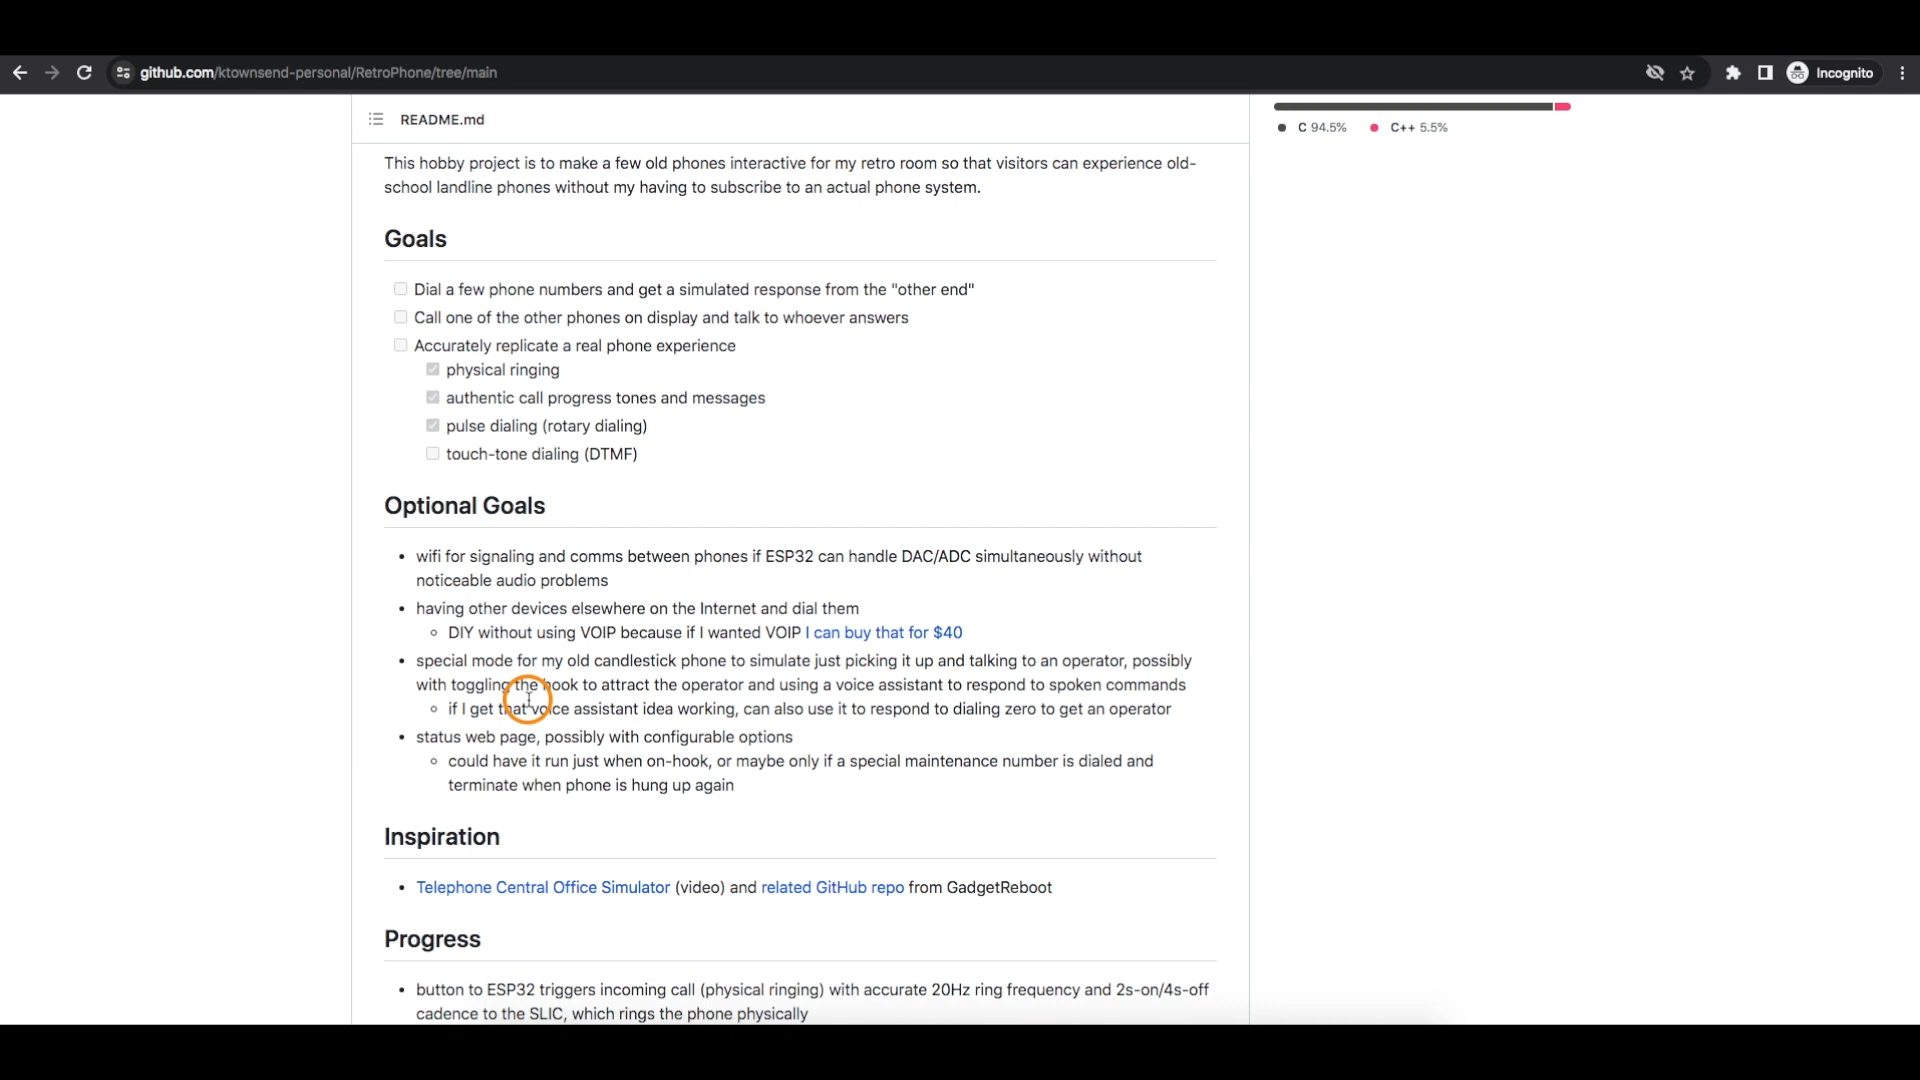 github.com/ktownsend-personal/RetroPhone/tree/main
Incognito
README.md
C 94.5%
C++ 5.5%
This hobby project is to make a few old phones interactive for my retro room so that visitors can experience old-
school landline phones without my having to subscribe to an actual phone system.
Goals
Dial a few phone numbers and get a simulated response from the "other end"
Call one of the other phones on display and talk to whoever answers
Accurately replicate a real phone experience
physical ringing
authentic call progress tones and messages
pulse dialing (rotary dialing)
touch-tone dialing (DTMF)
Optional Goals
wifi for signaling and comms between phones if ESP32 can handle DAC/ADC simultaneously without
noticeable audio problems
having other devices elsewhere on the Internet and dial them
DIY without using VOIP because if I wanted VOIP I can buy that for $40
special mode for my old candlestick phone to simulate just picking it up and talking to an operator, possibly
with toggling the hook to attract the operator and using a voice assistant to respond to spoken commands
if I get that voice assistant idea working, can also use it to respond to dialing zero to get an operator
status web page, possibly with configurable options
could have it run just when on-hook, or maybe only if a special maintenance number is dialed and
terminate when phone is hung up again
Inspiration
Telephone Central Office Simulator (video) and related GitHub repo from GadgetReboot
Progress
button to ESP32 triggers incoming call (physical ringing) with accurate 20Hz ring frequency and 2s-on/4s-off
cadence to the SLIC, which rings the phone physically